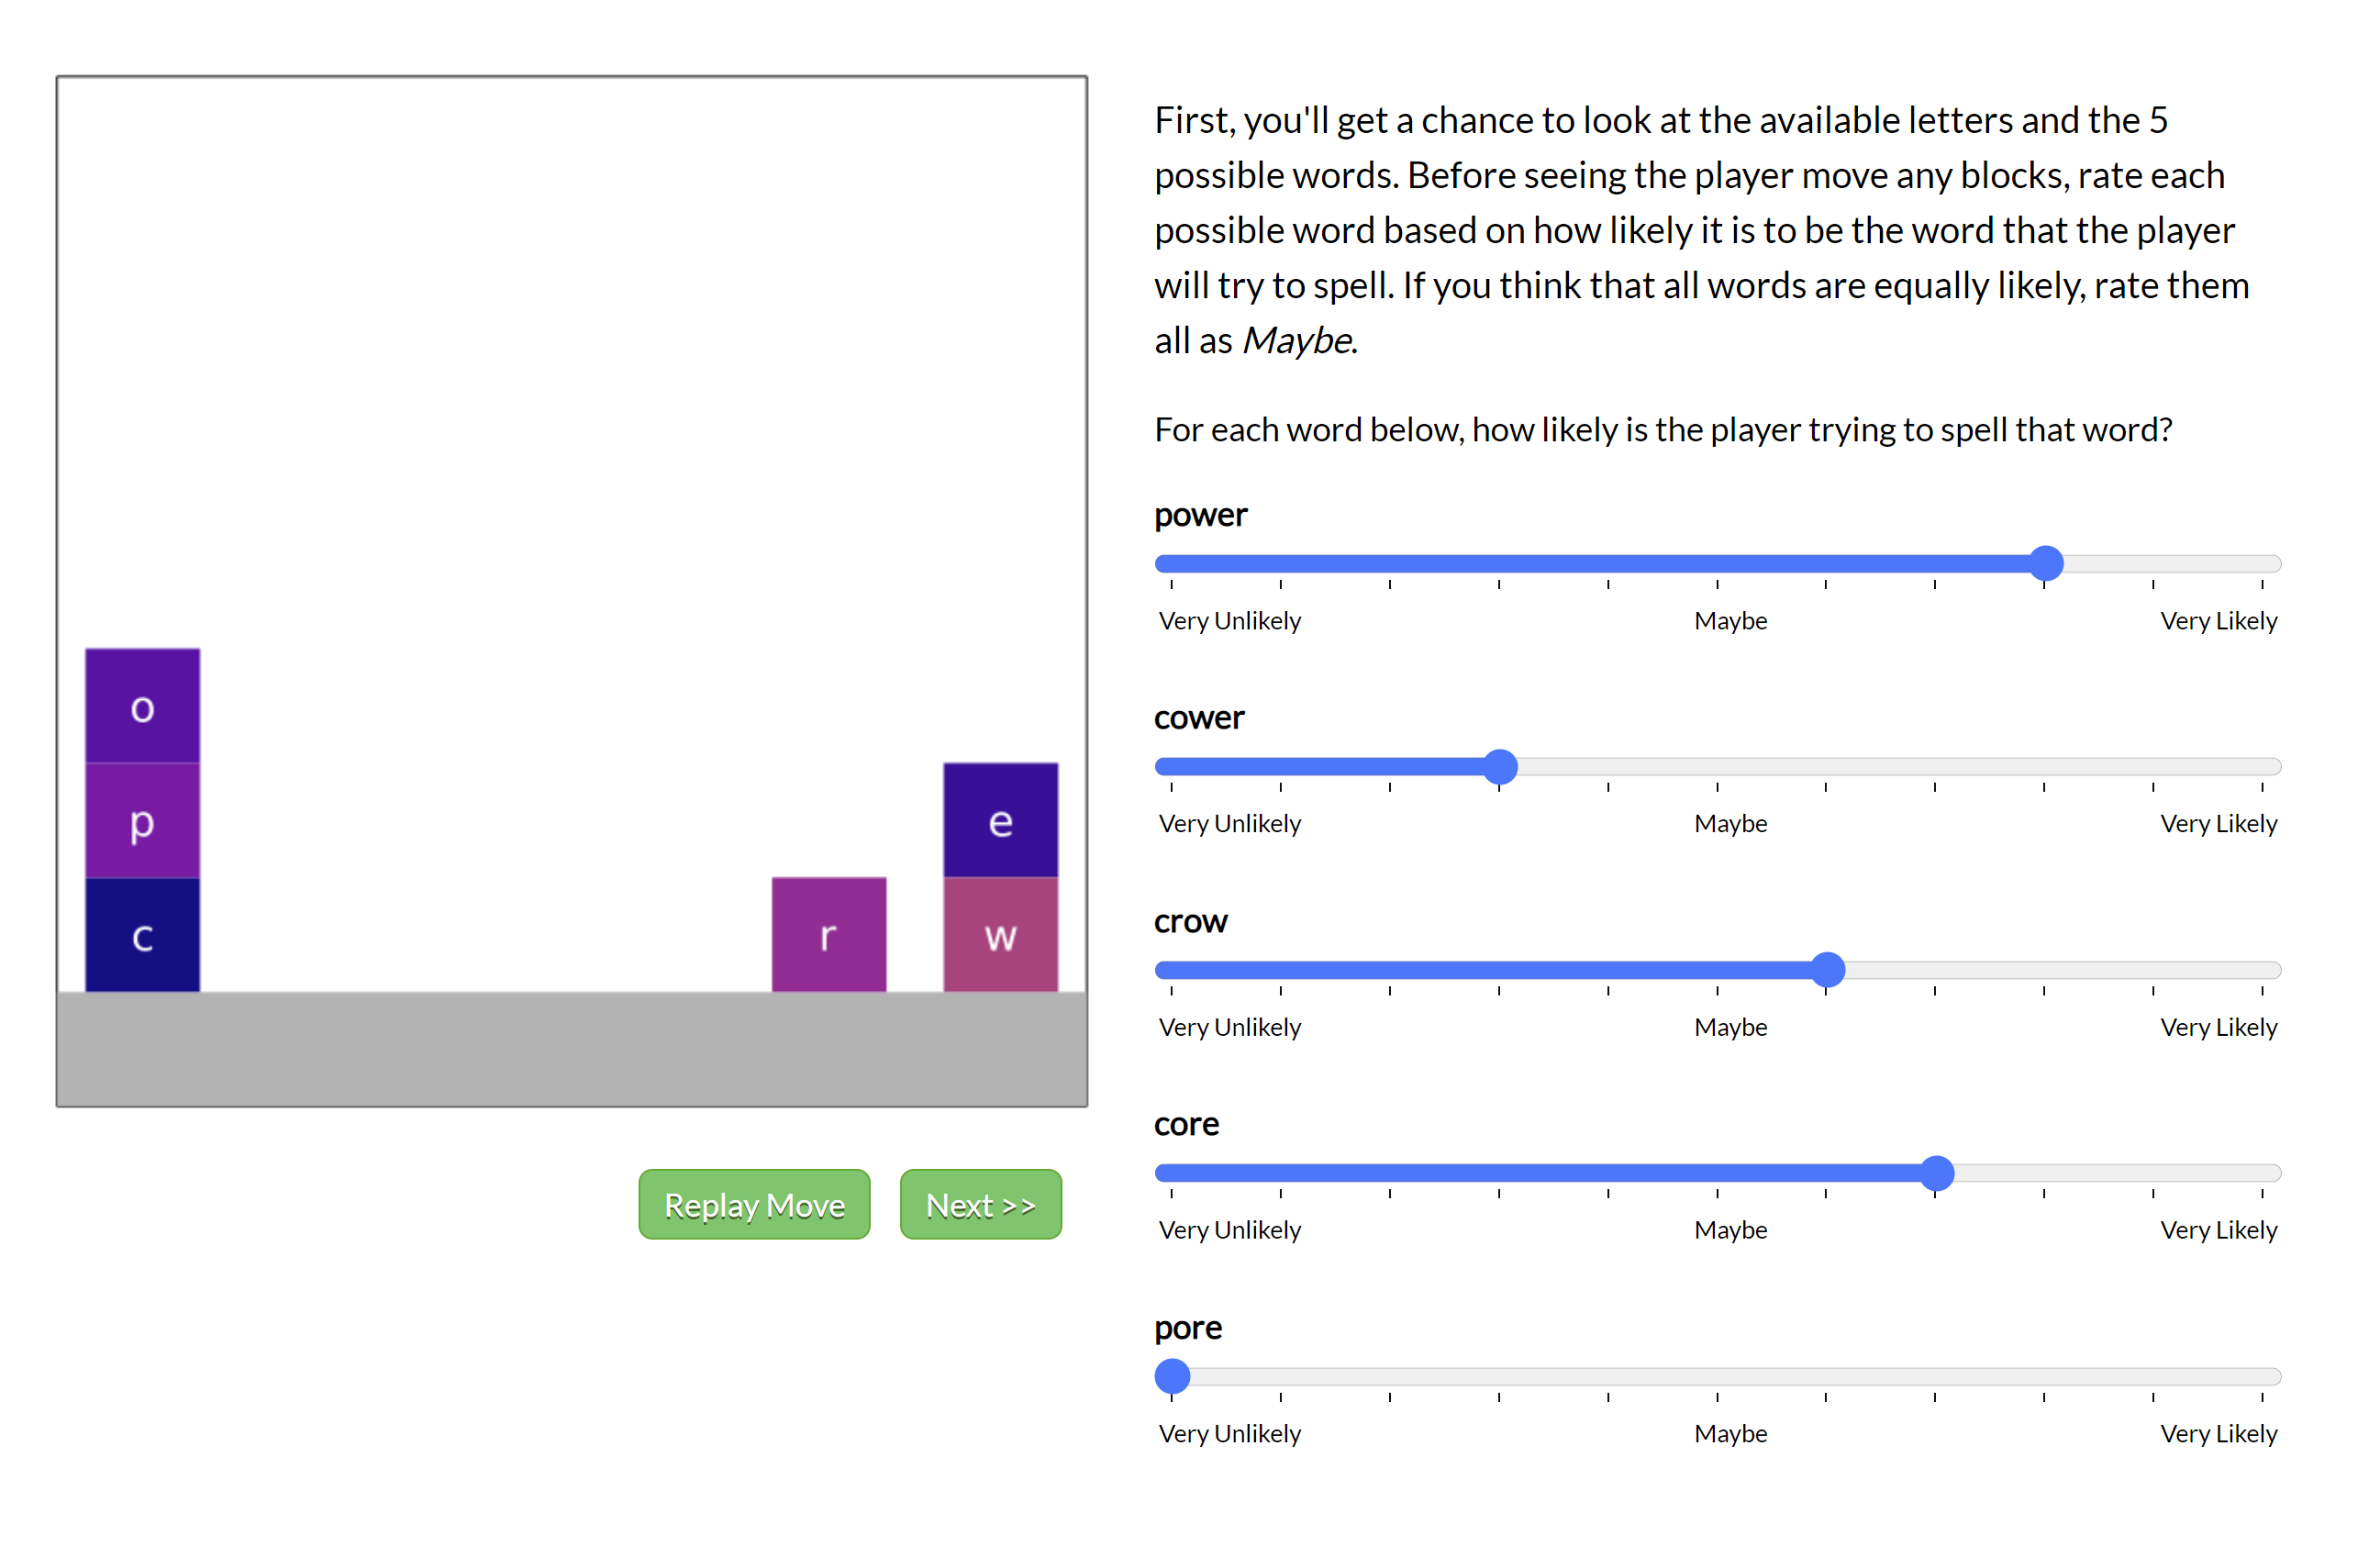 First, you'll get a chance to look at the available letters and the 5
possible words. Before seeing the player move any blocks, rate each
possible word based on how likely it is to be the word that the player
will try to spell. If you think that all words are equally likely, rate them
all as Maybe.
For each word below, how likely is the player trying to spell that word?
power
Very Unlikely Maybe Very Likely
cower
Very Unlikely Maybe Very Likely
crow
Very Unlikely Maybe Very Likely
core
Very Unlikely Maybe Very Likely
pore
Very Unlikely Maybe Very Likely
o
p e
c r w
Replay Move Next >>